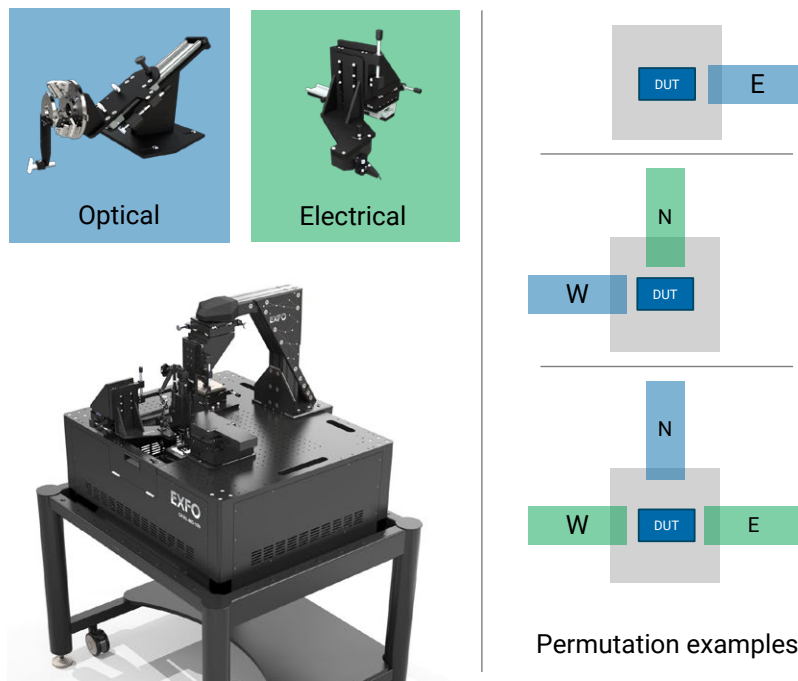 Optical
Electrical
EXFO
EXFO
DUT
E
N
W
DUT
N
W
DUT
E
Permutation examples